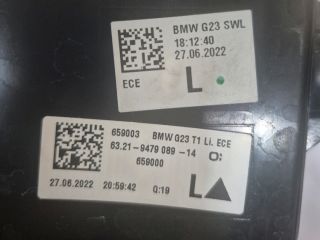 BMW G23 SWL
18:12:40
27.06.2022
ECE L
659003 BMW G23 T1 Li. ECE
63.21-9479 089-14
659000
27.06.2022 20:59:42 Q:19 L